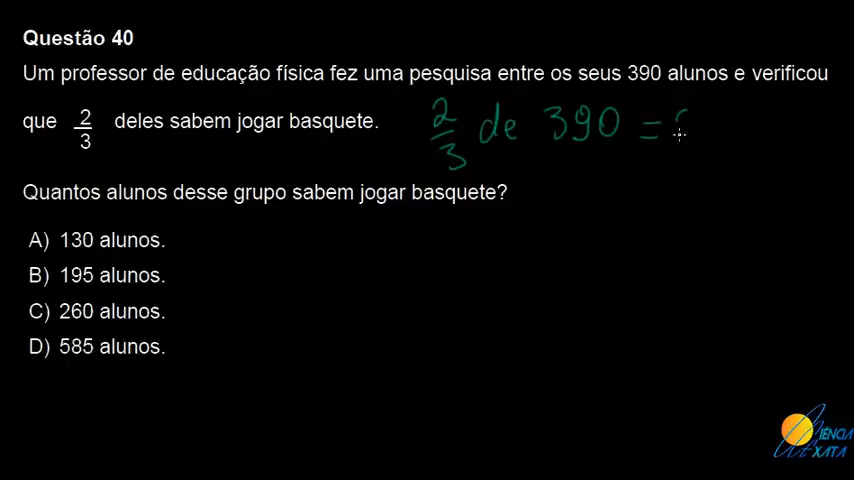 Questão 40
Um professor de educação física fez uma pesquisa entre os seus 390 alunos e verificou
que 2/3 deles sabem jogar basquete. 2/3 de 390 =
Quantos alunos desse grupo sabem jogar basquete?
A) 130 alunos.
B) 195 alunos.
C) 260 alunos.
D) 585 alunos.
IÊNCIA
EXATA